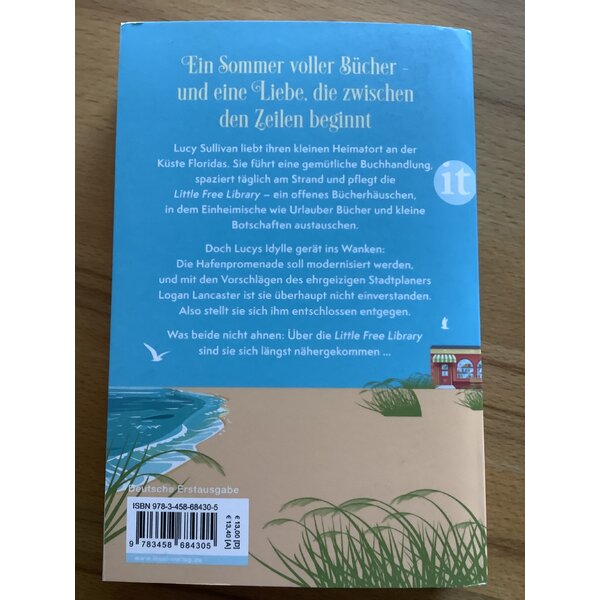 Ein Sommer voller Bücher –
und eine Liebe, die zwischen
den Zeilen beginnt
Lucy Sullivan liebt ihren kleinen Heimatort an der
Küste Floridas. Sie führt eine gemütliche Buchhandlung,
spaziert täglich am Strand und pflegt die
Little Free Library – ein offenes Bücherhäuschen,
in dem Einheimische wie Urlauber Bücher und kleine
Botschaften austauschen.
it
Doch Lucys Idylle gerät ins Wanken:
Die Hafenpromenade soll modernisiert werden,
und mit den Vorschlägen des ehrgeizigen Stadtplaners
Logan Lancaster ist sie überhaupt nicht einverstanden.
Also stellt sie sich ihm entschlossen entgegen.
Was beide nicht ahnen: Über die Little Free Library
sind sie sich längst nähergekommen ...
Deutsche Erstausgabe
ISBN 978-3-458-68430-5
9 783458 684305
€ 13,00 [D]
€ 13,40 [A]
www.insel-verlag.de